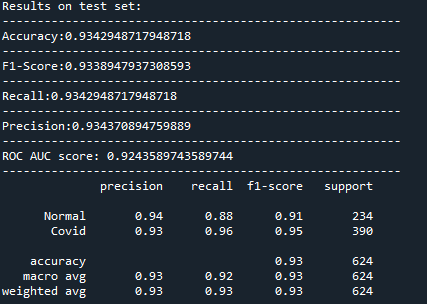 Results on test set:
---------------------------------------------------------
Accuracy:0.9342948717948718
---------------------------------------------------------
F1-Score:0.9338947937308593
---------------------------------------------------------
Recall:0.9342948717948718
---------------------------------------------------------
Precision:0.934370894759889
---------------------------------------------------------
ROC AUC score: 0.9243589743589744
---------------------------------------------------------
precision recall f1-score support
Normal 0.94 0.88 0.91 234
Covid 0.93 0.96 0.95 390
accuracy 0.93 624
macro avg 0.93 0.92 0.93 624
weighted avg 0.93 0.93 0.93 624